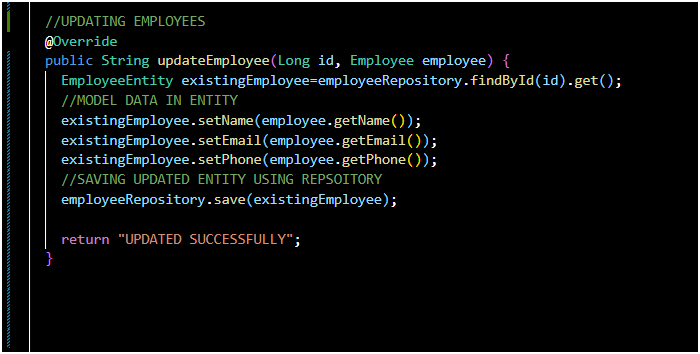 //UPDATING EMPLOYEES
@Override
public String updateEmployee(Long id, Employee employee) {
EmployeeEntity existingEmployee=employeeRepository.findById(id).get();
//MODEL DATA IN ENTITY
existingEmployee.setName(employee.getName());
existingEmployee.setEmail(employee.getEmail());
existingEmployee.setPhone(employee.getPhone());
//SAVING UPDATED ENTITY USING REPSOITORY
employeeRepository.save(existingEmployee);
return "UPDATED SUCCESSFULLY";
}